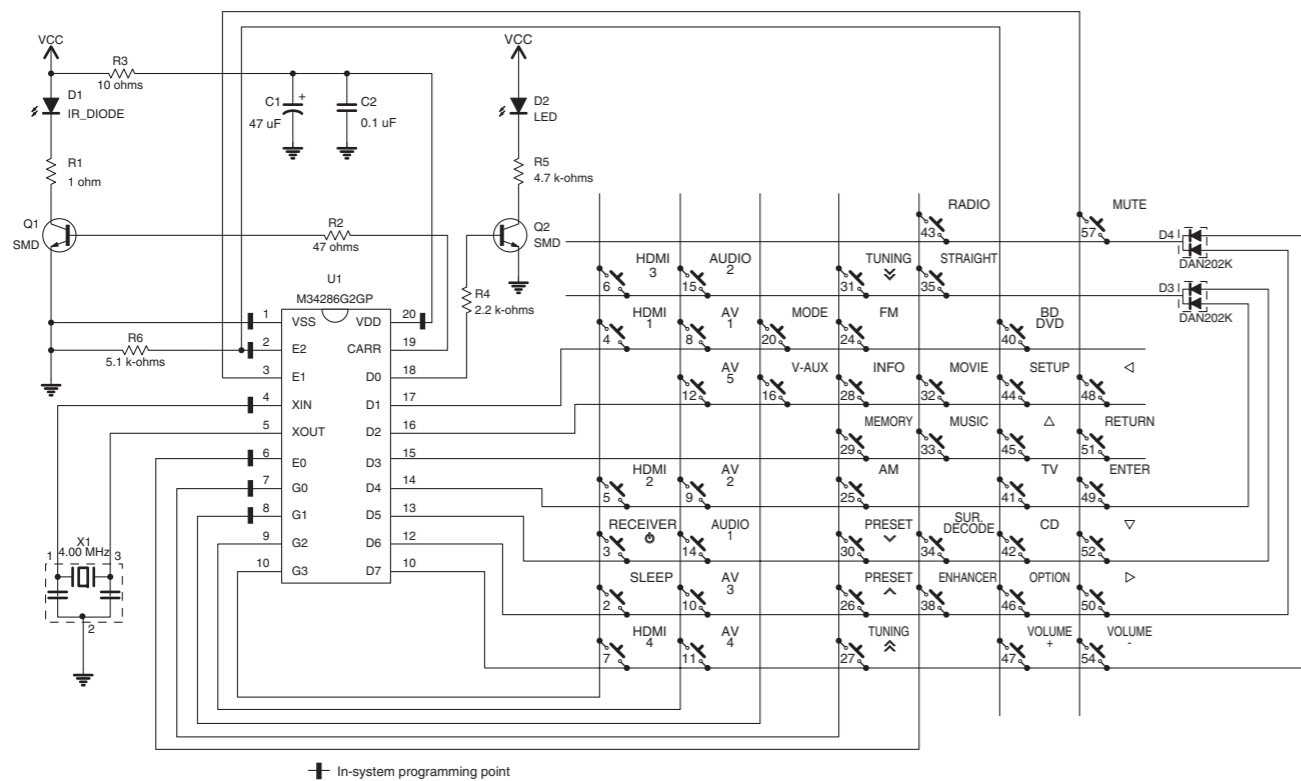 VCC
R3
10 ohms
D1
IR_DIODE
C1
+
47 uF
C2
0.1 uF
R1
1 ohm
Q1
SMD
R2
47 ohms
VCC
D2
LED
R5
4.7 k-ohms
Q2
SMD
R4
2.2 k-ohms
U1
M34286G2GP
1 VSS VDD 20
2 E2 CARR 19
3 E1 D0 18
4 XIN D1 17
5 XOUT D2 16
6 E0 D3 15
7 G0 D4 14
8 G1 D5 13
9 G2 D6 12
10 G3 D7 10
R6
5.1 k-ohms
X1
4.00 MHz
1
3
2
RADIO
43
MUTE
57
D4
DAN202K
HDMI 3
6
AUDIO 2
15
TUNING
31
STRAIGHT
35
D3
DAN202K
HDMI 1
4
AV 1
8
MODE
20
FM
24
BD DVD
40
AV 5
12
V-AUX
16
INFO
28
MOVIE
32
SETUP
44
48
MEMORY
29
MUSIC
33
45
RETURN
51
HDMI 2
5
AV 2
9
AM
25
TV
41
ENTER
49
RECEIVER
3
AUDIO 1
14
PRESET
30
SUR. DECODE
34
CD
42
52
SLEEP
2
AV 3
10
PRESET
26
ENHANCER
38
OPTION
46
50
HDMI 4
7
AV 4
11
TUNING
27
VOLUME +
47
VOLUME -
54
In-system programming point